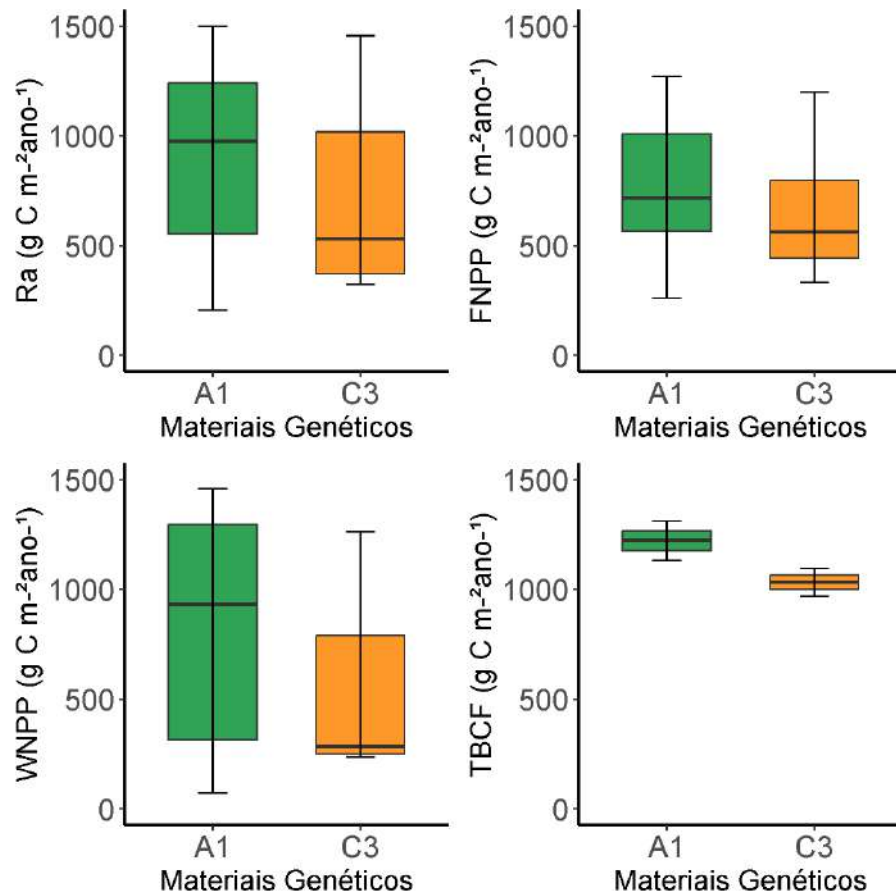 Ra (g C m-²ano-¹)
1500
1000
500
0
A1 C3
Materiais Genéticos
FNPP (g C m-²ano-¹)
1500
1000
500
0
A1 C3
Materiais Genéticos
WNPP (g C m-²ano-¹)
1500
1000
500
0
A1 C3
Materiais Genéticos
TBCF (g C m-²ano-¹)
1500
1000
500
0
A1 C3
Materiais Genéticos